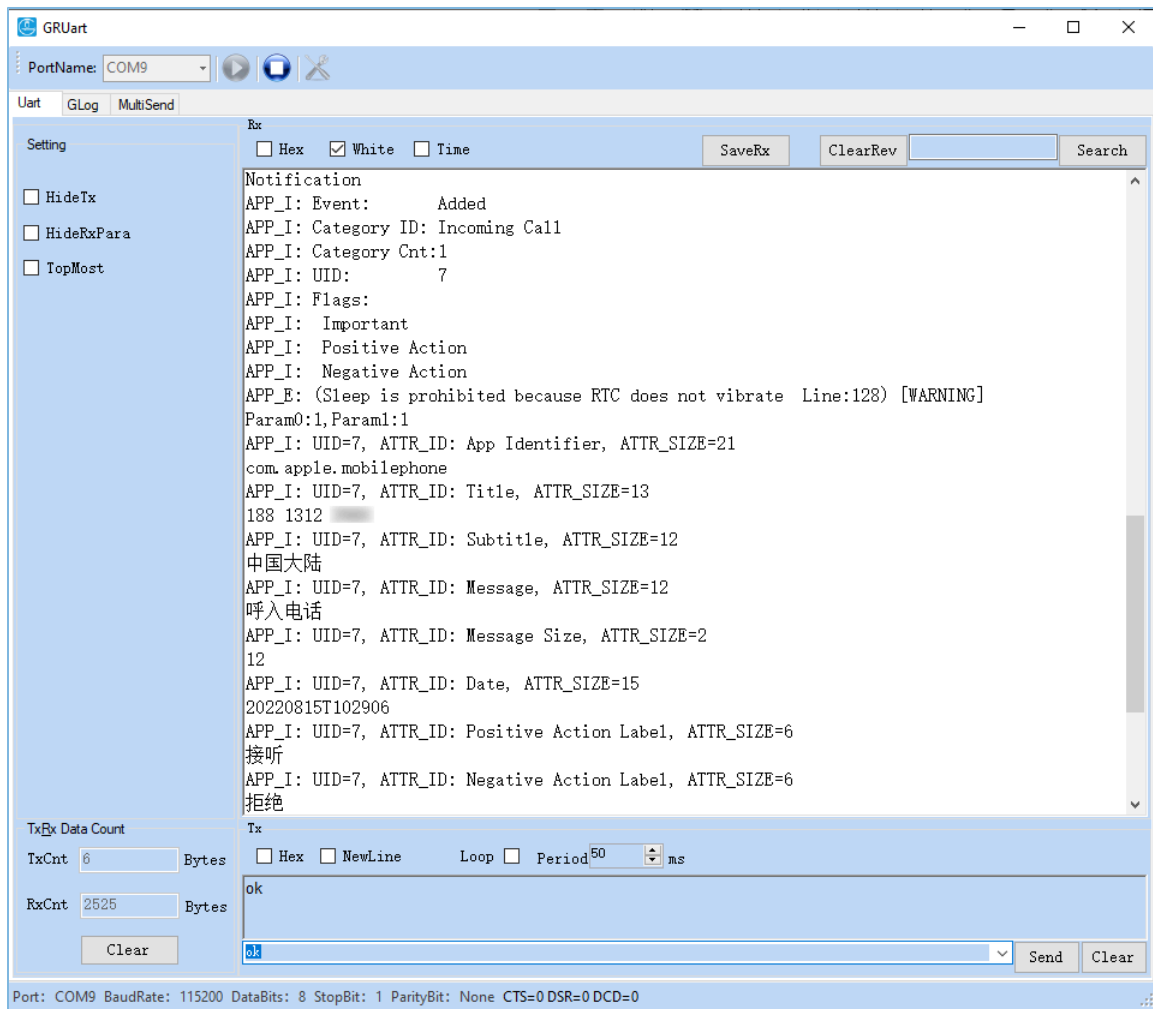 GRUart
PortName: COM9
Uart GLog MultiSend
Setting
HideTx
HideRxPara
TopMost
Rx
Hex White Time SaveRx ClearRev Search
Notification
APP_I: Event: Added
APP_I: Category ID: Incoming Call
APP_I: Category Cnt:1
APP_I: UID: 7
APP_I: Flags:
APP_I: Important
APP_I: Positive Action
APP_I: Negative Action
APP_E: (Sleep is prohibited because RTC does not vibrate Line:128) [WARNING]
Param0:1,Param1:1
APP_I: UID=7, ATTR_ID: App Identifier, ATTR_SIZE=21
com.apple.mobilephone
APP_I: UID=7, ATTR_ID: Title, ATTR_SIZE=13
188 1312
APP_I: UID=7, ATTR_ID: Subtitle, ATTR_SIZE=12
中国大陆
APP_I: UID=7, ATTR_ID: Message, ATTR_SIZE=12
呼入电话
APP_I: UID=7, ATTR_ID: Message Size, ATTR_SIZE=2
12
APP_I: UID=7, ATTR_ID: Date, ATTR_SIZE=15
20220815T102906
APP_I: UID=7, ATTR_ID: Positive Action Label, ATTR_SIZE=6
接听
APP_I: UID=7, ATTR_ID: Negative Action Label, ATTR_SIZE=6
拒绝
TxRx Data Count
TxCnt 6 Bytes
RxCnt 2525 Bytes
Clear
Tx
Hex NewLine Loop Period 50 ms
ok
ok
Send Clear
Port: COM9 BaudRate: 115200 DataBits: 8 StopBit: 1 ParityBit: None CTS=0 DSR=0 DCD=0